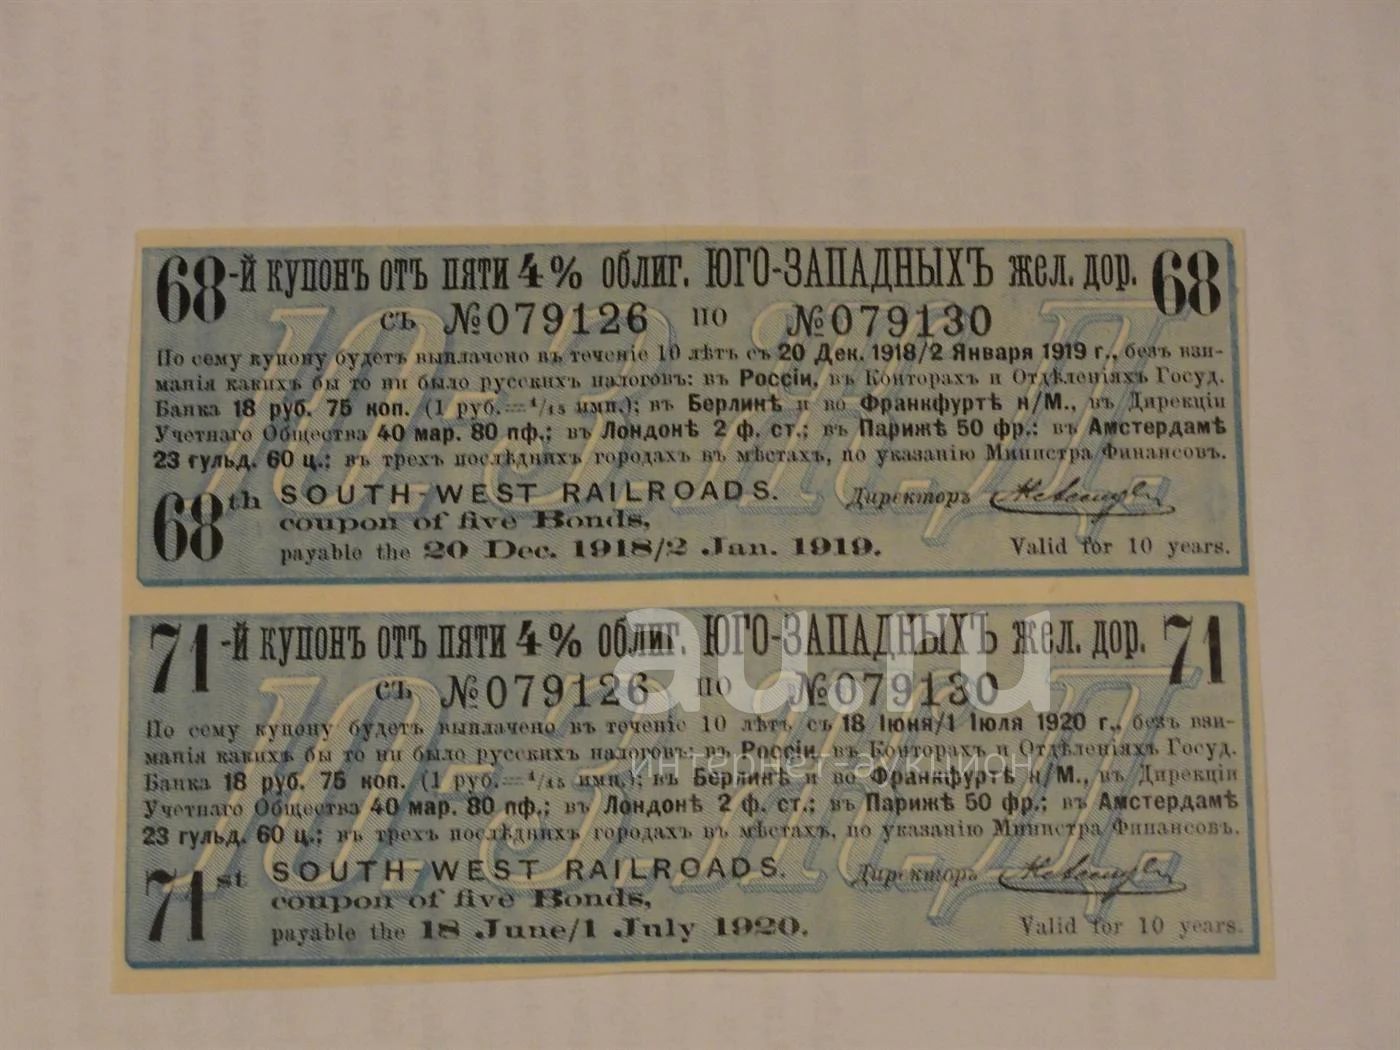 68-й купонъ отъ пяти 4% облиг. ЮГО-ЗАПАДНЫХЪ жел. дор. 68
съ №079126 по №079130
По сему купону будетъ выплачено въ теченіе 10 лѣтъ съ 20 Дек. 1918/2 Января 1919 г., безъ взи-
манія какихъ бы то ни было русскихъ налоговъ: въ Россіи, въ Конторахъ и Отдѣленіяхъ Госуд.
Банка 18 руб. 75 коп. (1 руб.=1/15 имп.); въ Берлинѣ и во Франкфуртѣ н/М., въ Дирекціи
Учетнаго Общества 40 мар. 80 пф.; въ Лондонѣ 2 ф. ст.; въ Парижѣ 50 фр.: въ Амстердамѣ
23 гульд. 60 ц.; въ трехъ послѣднихъ городахъ въ мѣстахъ, по указанію Министра Финансовъ.
68th SOUTH-WEST RAILROADS. Директоръ
coupon of five Bonds,
payable the 20 Dec. 1918/2 Jan. 1919. Valid for 10 years.
Ю.З.Ж.Д.
71-й купонъ отъ пяти 4% облиг. ЮГО-ЗАПАДНЫХЪ жел. дор. 71
съ №079126 по №079130
По сему купону будетъ выплачено въ теченіе 10 лѣтъ съ 18 Іюня/1 Іюля 1920 г., безъ взи-
манія какихъ бы то ни было русскихъ налоговъ: въ Россіи, въ Конторахъ и Отдѣленіяхъ Госуд.
Банка 18 руб. 75 коп. (1 руб.=1/15 имп.); въ Берлинѣ и во Франкфуртѣ н/М., въ Дирекціи
Учетнаго Общества 40 мар. 80 пф.; въ Лондонѣ 2 ф. ст.; въ Парижѣ 50 фр.; въ Амстердамѣ
23 гульд. 60 ц.; въ трехъ послѣднихъ городахъ въ мѣстахъ, по указанію Министра Финансовъ.
71st SOUTH-WEST RAILROADS. Директоръ
coupon of five Bonds,
payable the 18 June/1 July 1920. Valid for 10 years.
Ю.З.Ж.Д.
au.ru
интернет-аукцион